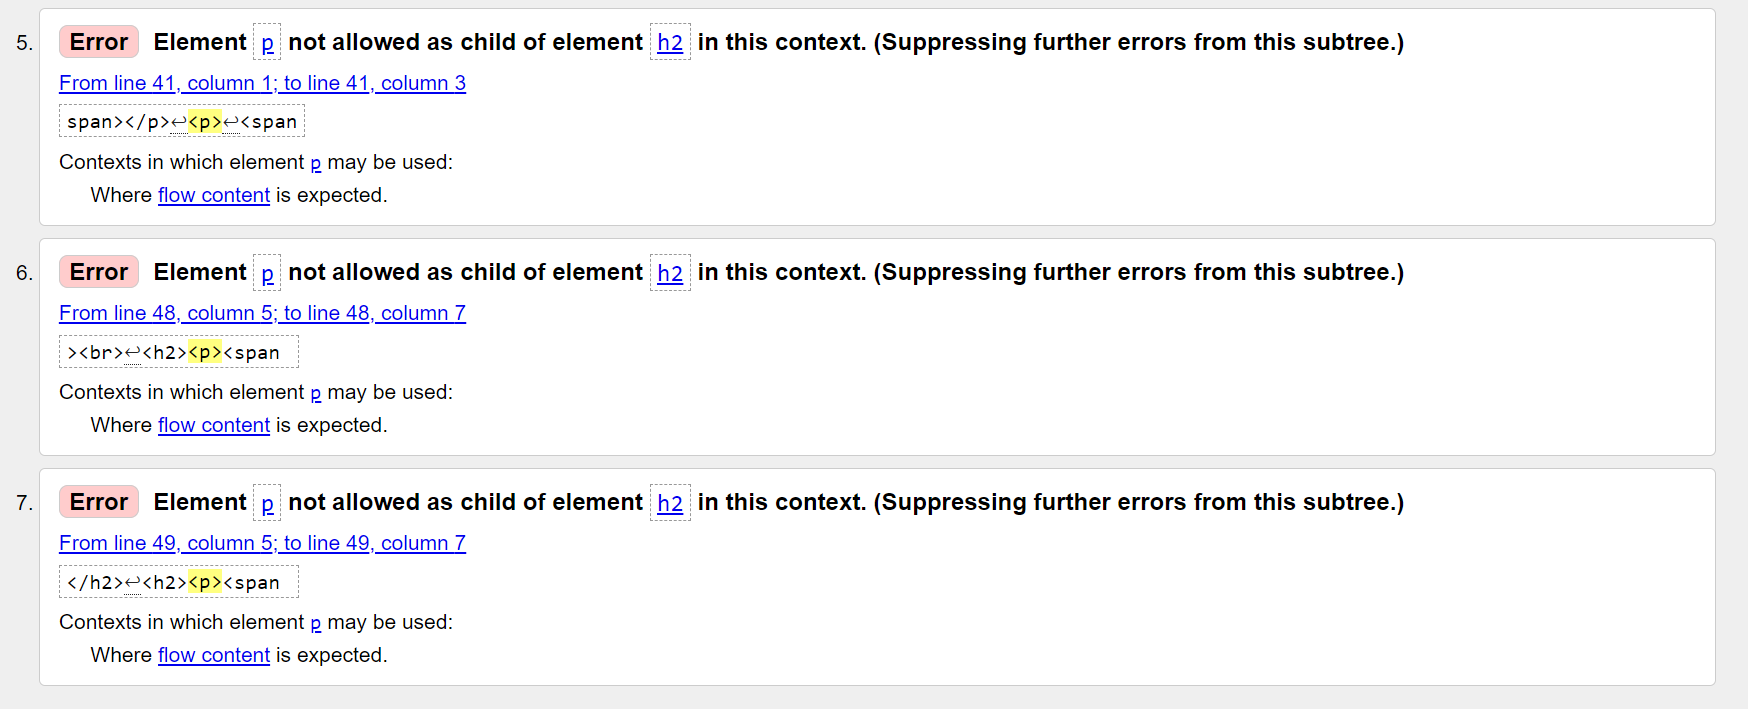 5. Error Element p not allowed as child of element h2 in this context. (Suppressing further errors from this subtree.)
From line 41, column 1; to line 41, column 3
span></p>↩<p>↩<span
Contexts in which element p may be used:
Where flow content is expected.
6. Error Element p not allowed as child of element h2 in this context. (Suppressing further errors from this subtree.)
From line 48, column 5; to line 48, column 7
><br>↩<h2><p><span
Contexts in which element p may be used:
Where flow content is expected.
7. Error Element p not allowed as child of element h2 in this context. (Suppressing further errors from this subtree.)
From line 49, column 5; to line 49, column 7
</h2>↩<h2><p><span
Contexts in which element p may be used:
Where flow content is expected.